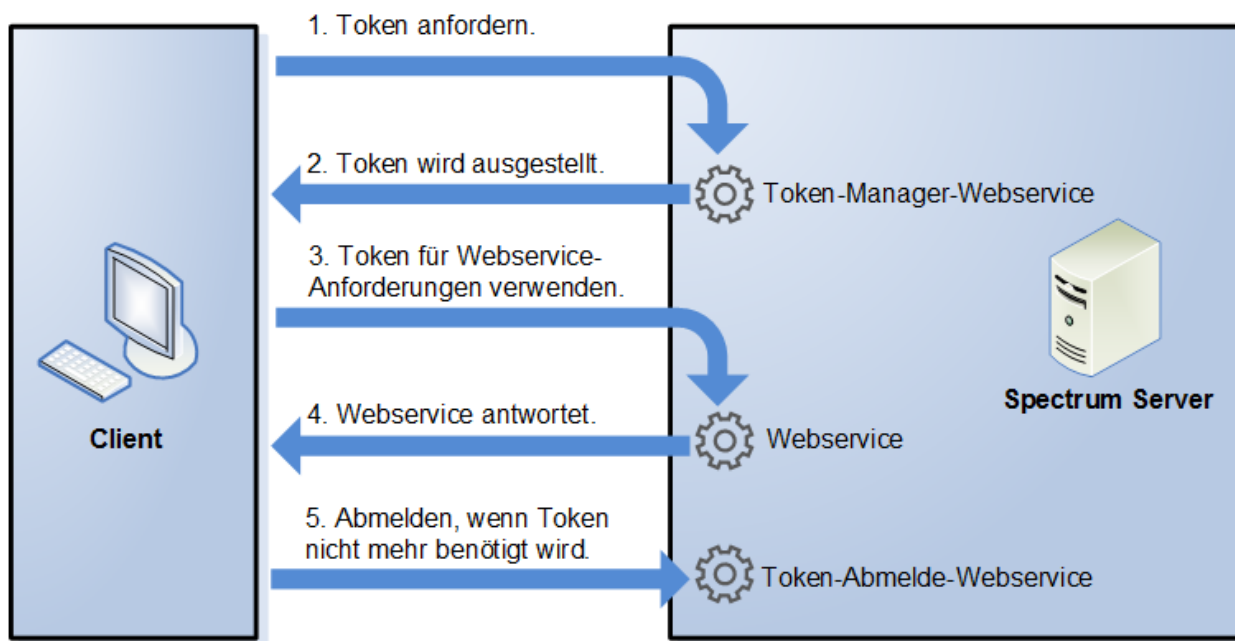 1. Token anfordern.
2. Token wird ausgestellt.
Token-Manager-Webservice
3. Token für Webservice-
Anforderungen verwenden.
Spectrum Server
Client
4. Webservice antwortet.
Webservice
5. Abmelden, wenn Token
nicht mehr benötigt wird.
Token-Abmelde-Webservice